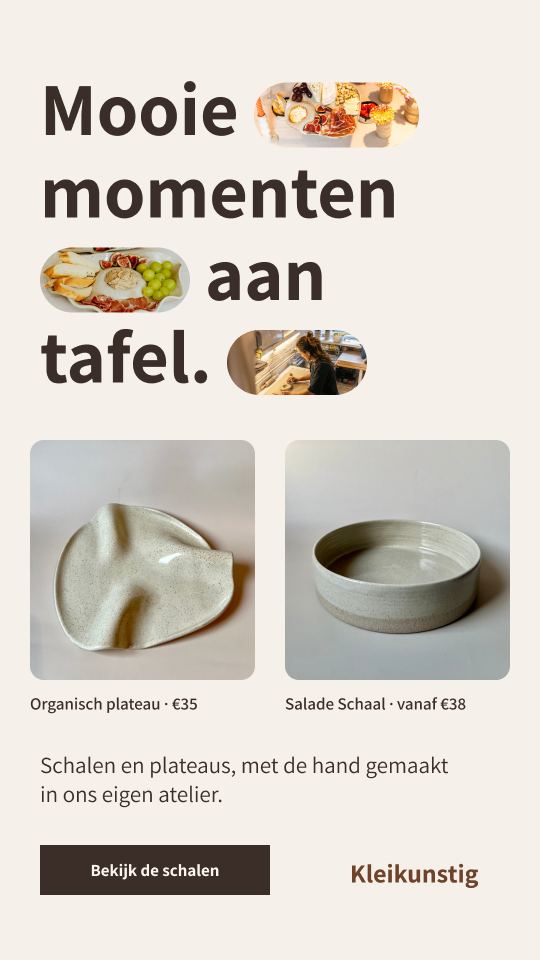 Mooie
momenten
aan
tafel.
Organisch plateau · €35
Salade Schaal · vanaf €38
Schalen en plateaus, met de hand gemaakt
in ons eigen atelier.
Bekijk de schalen
Kleikunstig